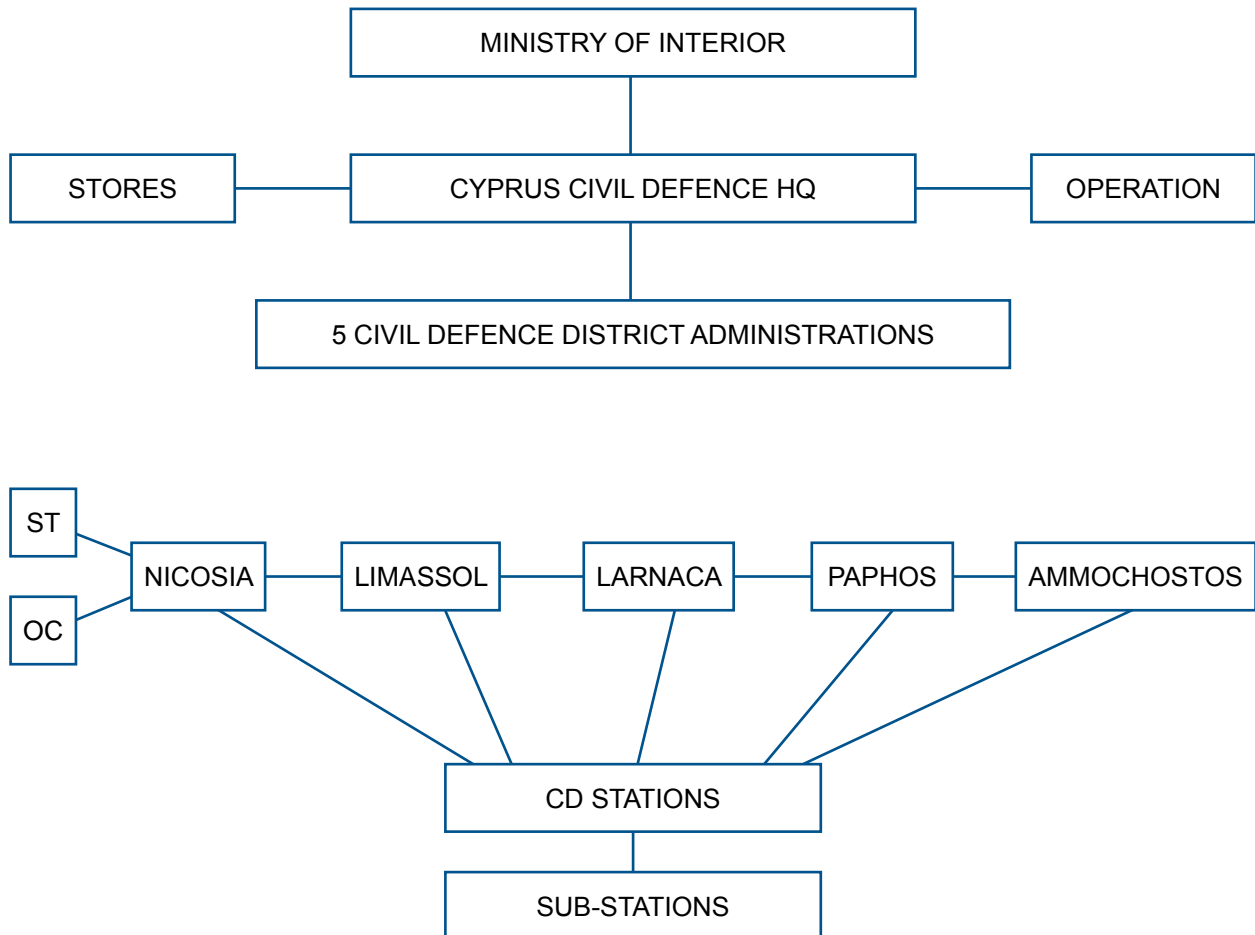 MINISTRY OF INTERIOR
STORES
CYPRUS CIVIL DEFENCE HQ
OPERATION
5 CIVIL DEFENCE DISTRICT ADMINISTRATIONS
ST
OC
NICOSIA
LIMASSOL
LARNACA
PAPHOS
AMMOCHOSTOS
CD STATIONS
SUB-STATIONS